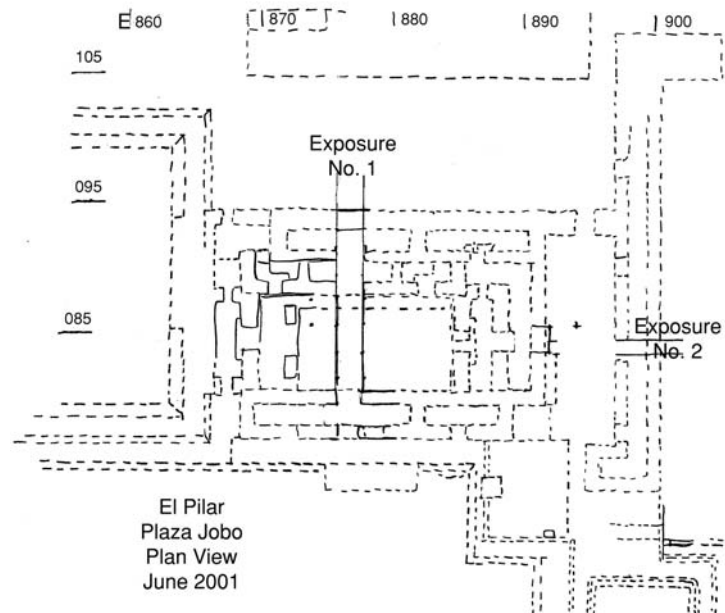 E 860 870 880 890 900
105
Exposure
No. 1
095
085
Exposure
No. 2
El Pilar
Plaza Jobo
Plan View
June 2001